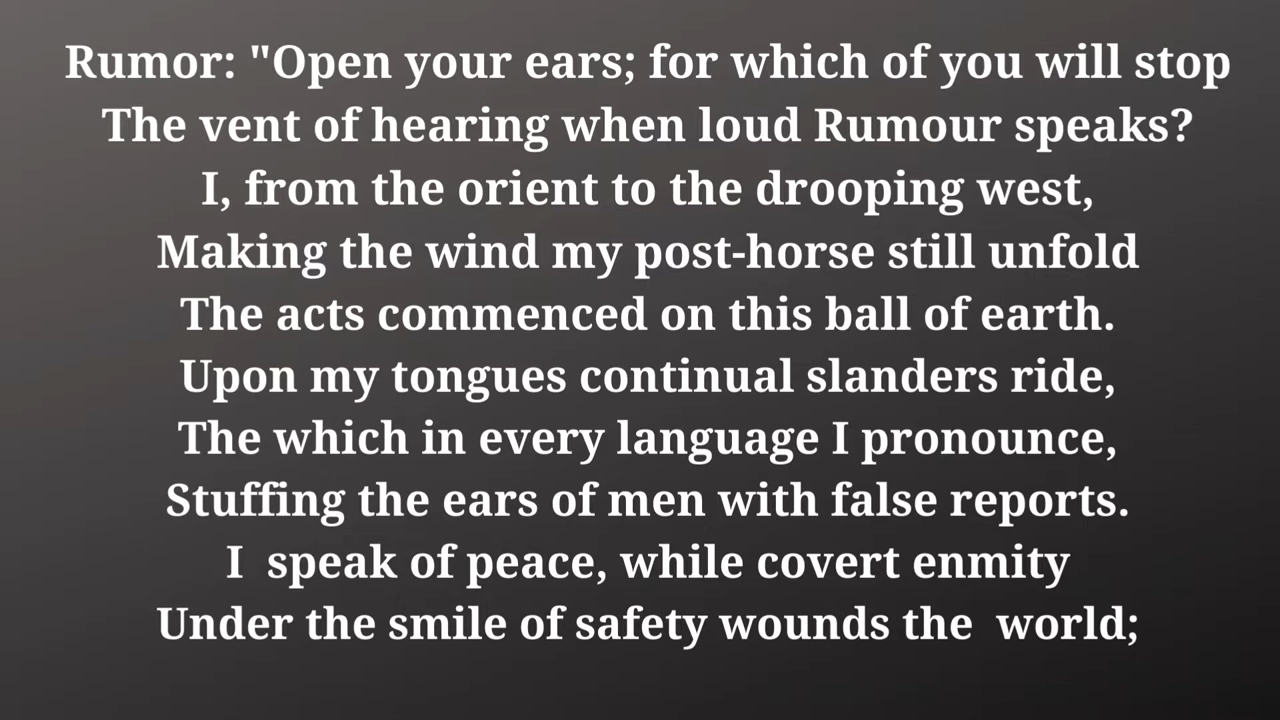 Rumor: "Open your ears; for which of you will stop
The vent of hearing when loud Rumour speaks?
I, from the orient to the drooping west,
Making the wind my post-horse still unfold
The acts commenced on this ball of earth.
Upon my tongues continual slanders ride,
The which in every language I pronounce,
Stuffing the ears of men with false reports.
I  speak of peace, while covert enmity
Under the smile of safety wounds the  world;